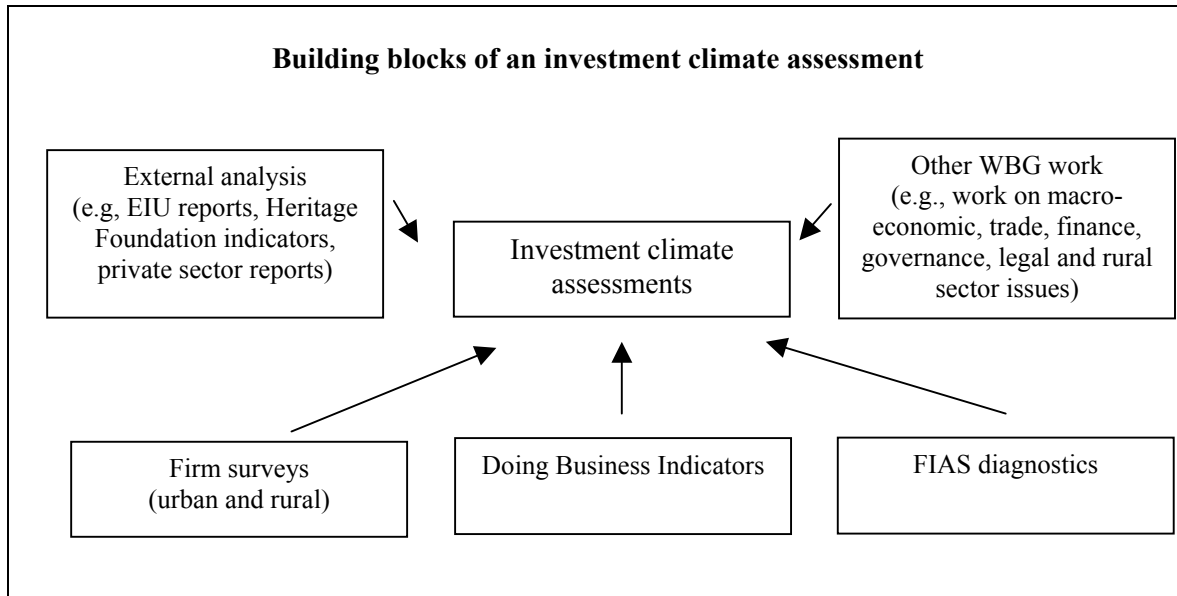 Building blocks of an investment climate assessment
External analysis
(e.g, EIU reports, Heritage
Foundation indicators,
private sector reports)
Other WBG work
(e.g., work on macro-
economic, trade, finance,
governance, legal and rural
sector issues)
Investment climate
assessments
Firm surveys
(urban and rural)
Doing Business Indicators
FIAS diagnostics